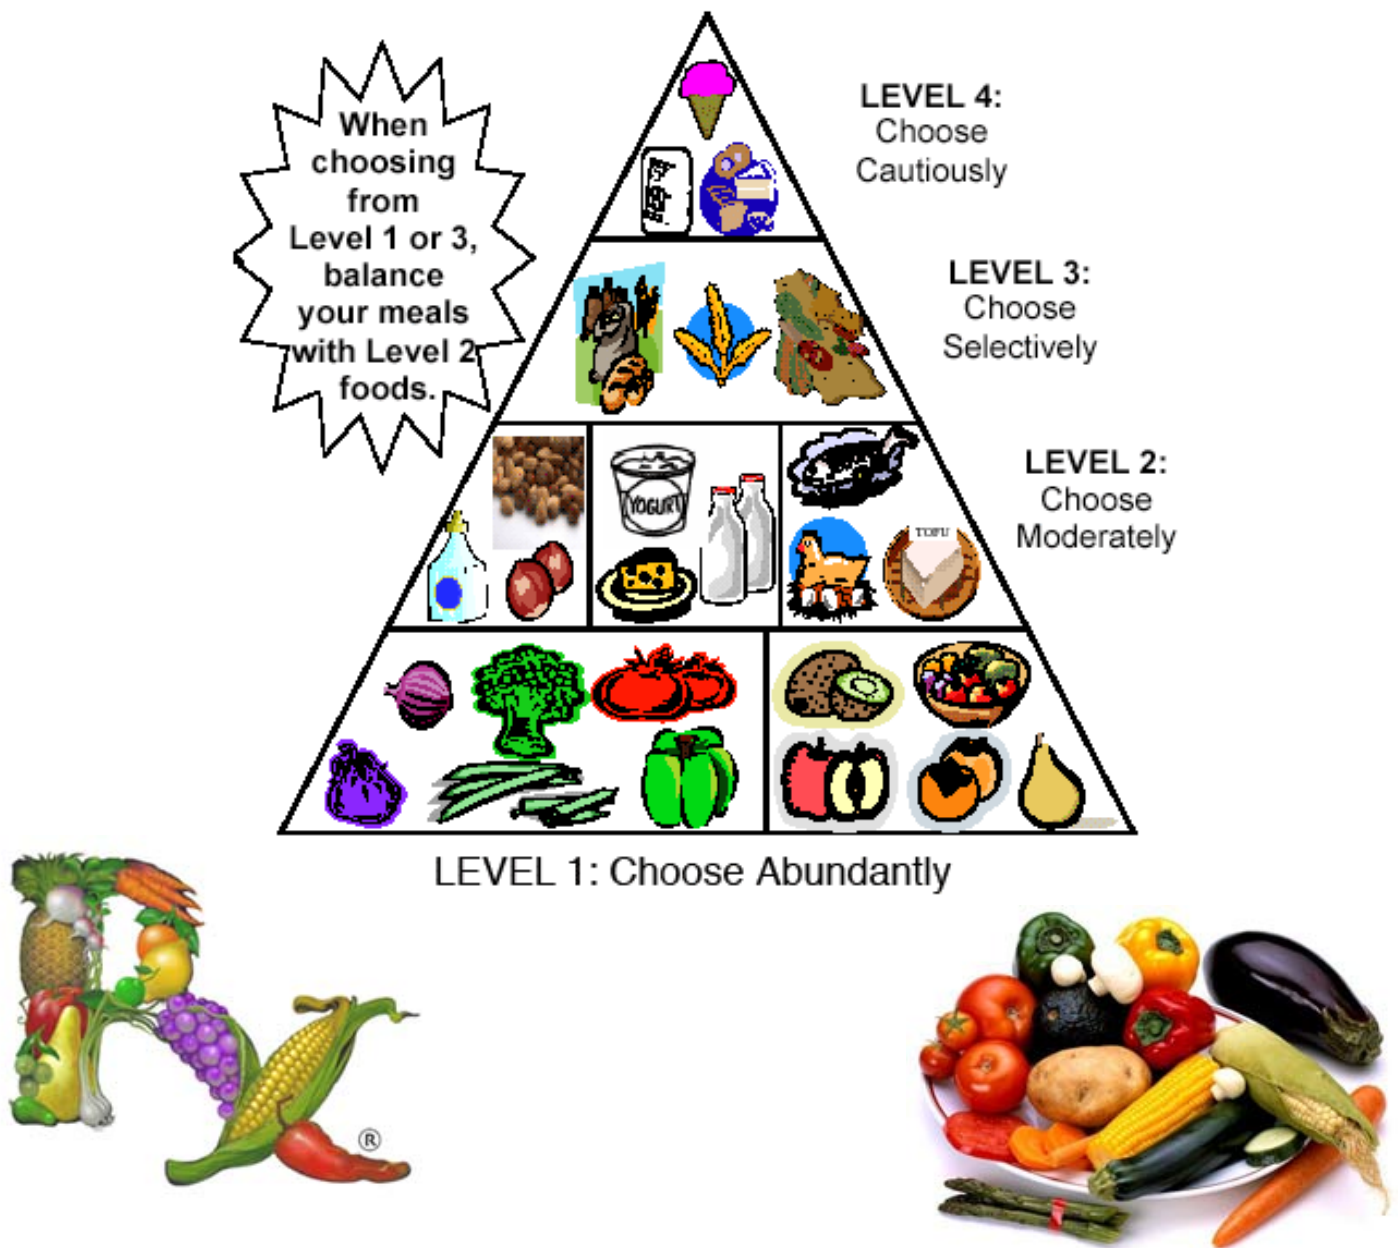 When
choosing
from
Level 1 or 3,
balance
your meals
with Level 2
foods.
LEVEL 4:
Choose
Cautiously
LEVEL 3:
Choose
Selectively
LEVEL 2:
Choose
Moderately
YOGURT
TOFU
LEVEL 1: Choose Abundantly
®